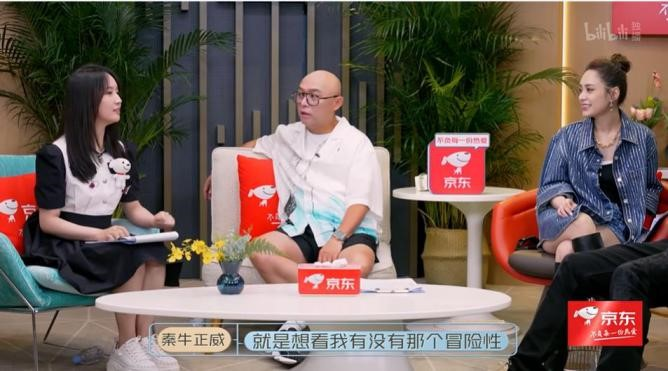 bilibili 独播
不负每一份热爱
京东
京东
秦牛正威
就是想看我有没有那个冒险性
京东
不负每一份热爱